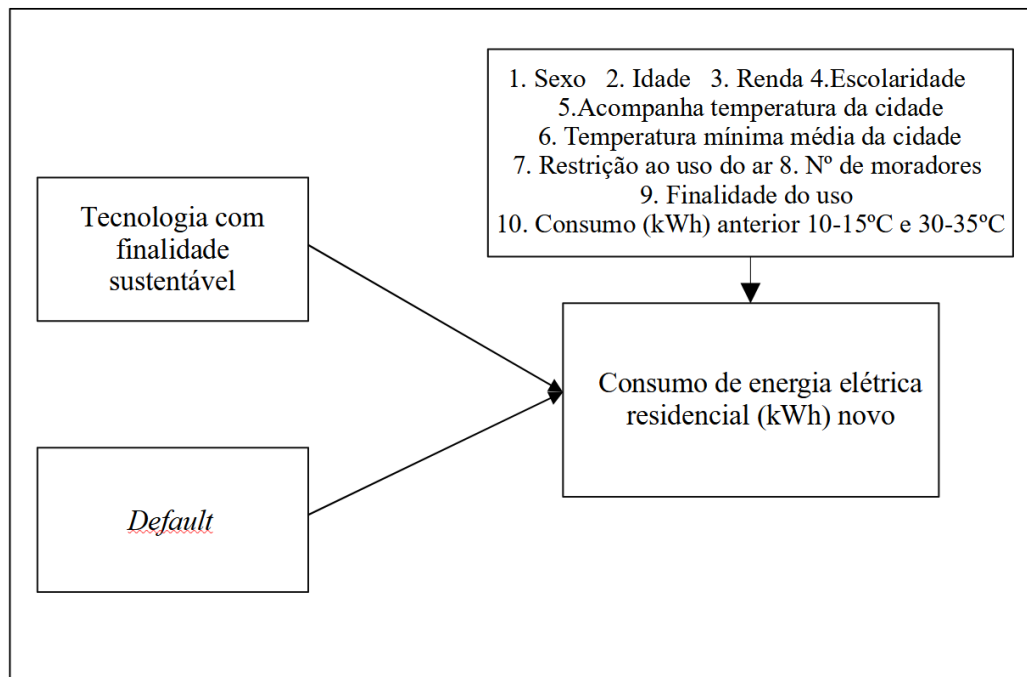 1. Sexo 2. Idade 3. Renda 4.Escolaridade
5.Acompanha temperatura da cidade
6. Temperatura mínima média da cidade
7. Restrição ao uso do ar 8. Nº de moradores
9. Finalidade do uso
10. Consumo (kWh) anterior 10-15ºC e 30-35ºC
Tecnologia com
finalidade
sustentável
Consumo de energia elétrica
residencial (kWh) novo
Default